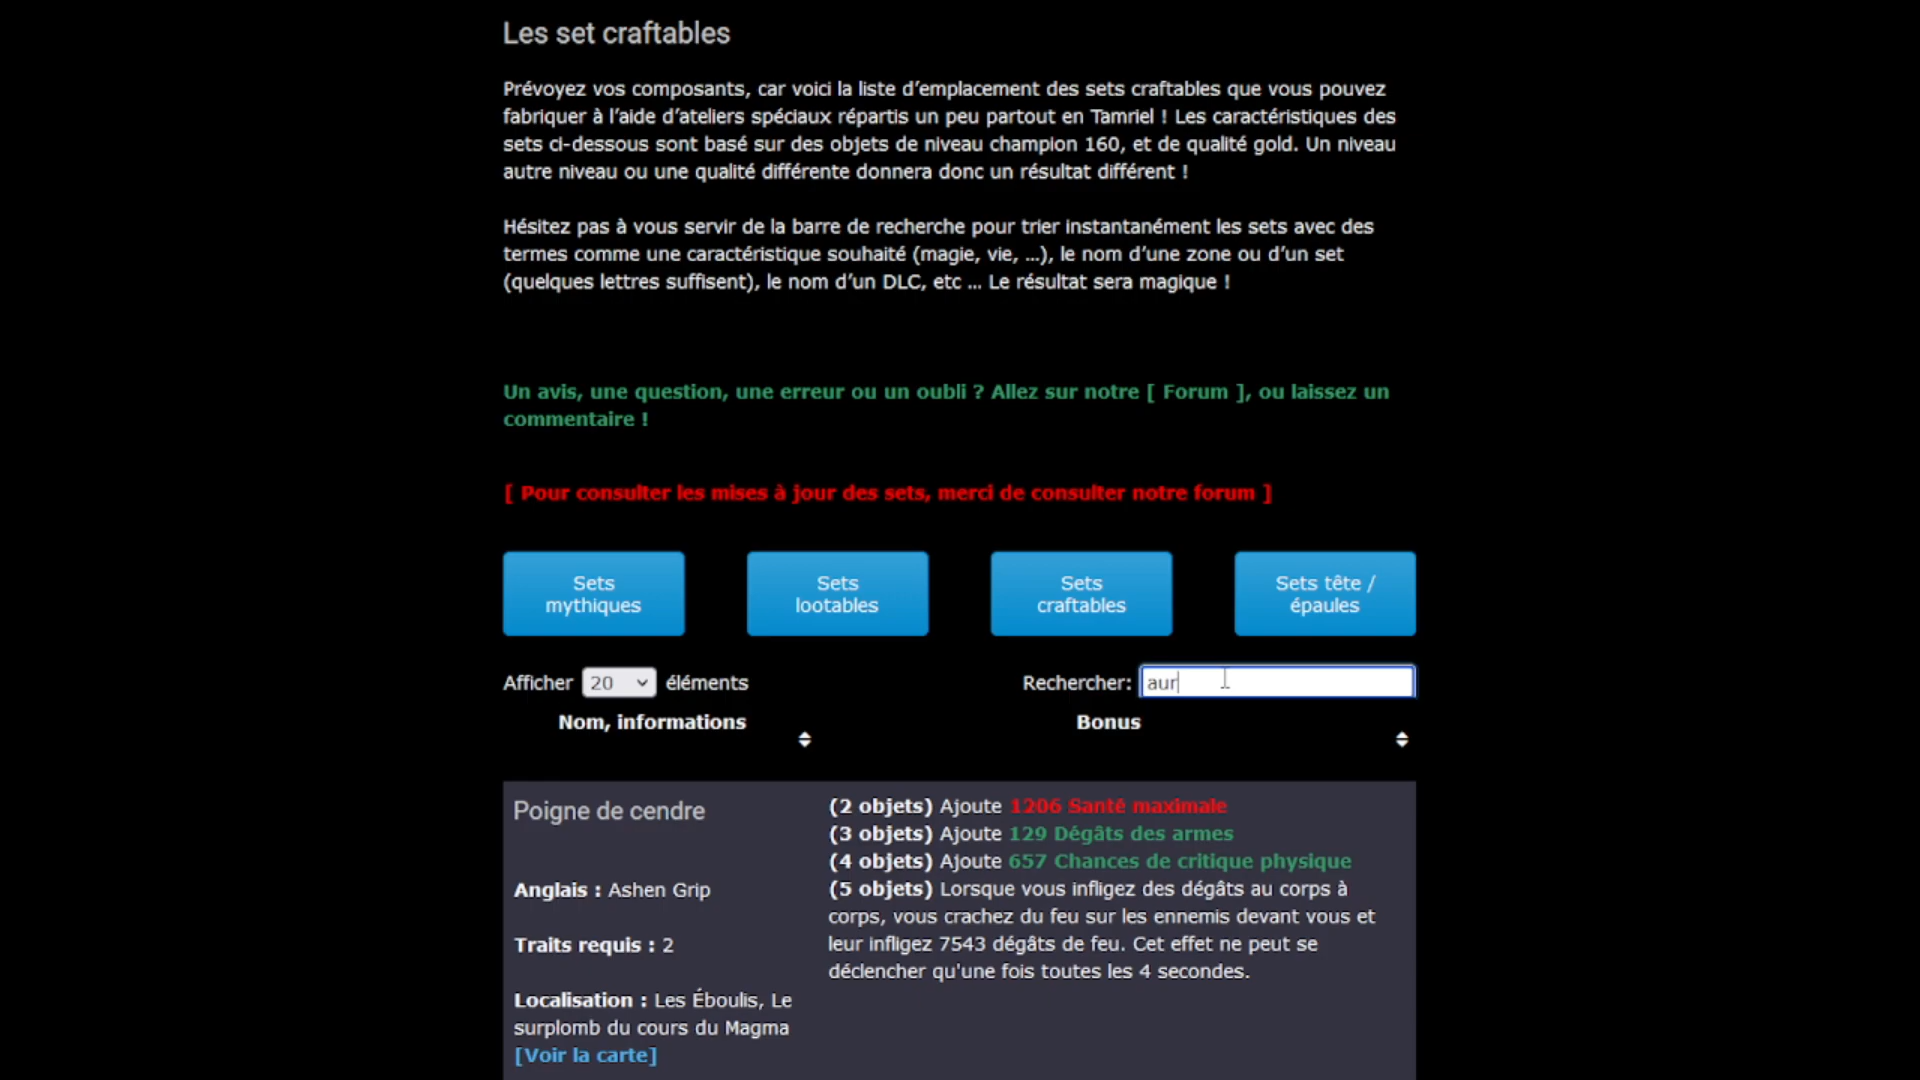 Les set craftables
Prévoyez vos composants, car voici la liste d’emplacement des sets craftables que vous pouvez
fabriquer à l’aide d’ateliers spéciaux répartis un peu partout en Tamriel ! Les caractéristiques des
sets ci-dessous sont basé sur des objets de niveau champion 160, et de qualité gold. Un niveau
autre niveau ou une qualité différente donnera donc un résultat différent !
Hésitez pas à vous servir de la barre de recherche pour trier instantanément les sets avec des
termes comme une caractéristique souhaité (magie, vie, …), le nom d’une zone ou d’un set
(quelques lettres suffisent), le nom d’un DLC, etc … Le résultat sera magique !
Un avis, une question, une erreur ou un oubli ? Allez sur notre [ Forum ], ou laissez un
commentaire !
[ Pour consulter les mises à jour des sets, merci de consulter notre forum ]
Sets
mythiques
Sets
lootables
Sets
craftables
Sets tête /
épaules
Afficher 20 éléments
Rechercher: aur
Nom, informations
Bonus
Poigne de cendre
Anglais : Ashen Grip
Traits requis : 2
Localisation : Les Éboulis, Le
surplomb du cours du Magma
[Voir la carte]
(2 objets) Ajoute 1206 Santé maximale
(3 objets) Ajoute 129 Dégâts des armes
(4 objets) Ajoute 657 Chances de critique physique
(5 objets) Lorsque vous infligez des dégâts au corps à
corps, vous crachez du feu sur les ennemis devant vous et
leur infligez 7543 dégâts de feu. Cet effet ne peut se
déclencher qu'une fois toutes les 4 secondes.